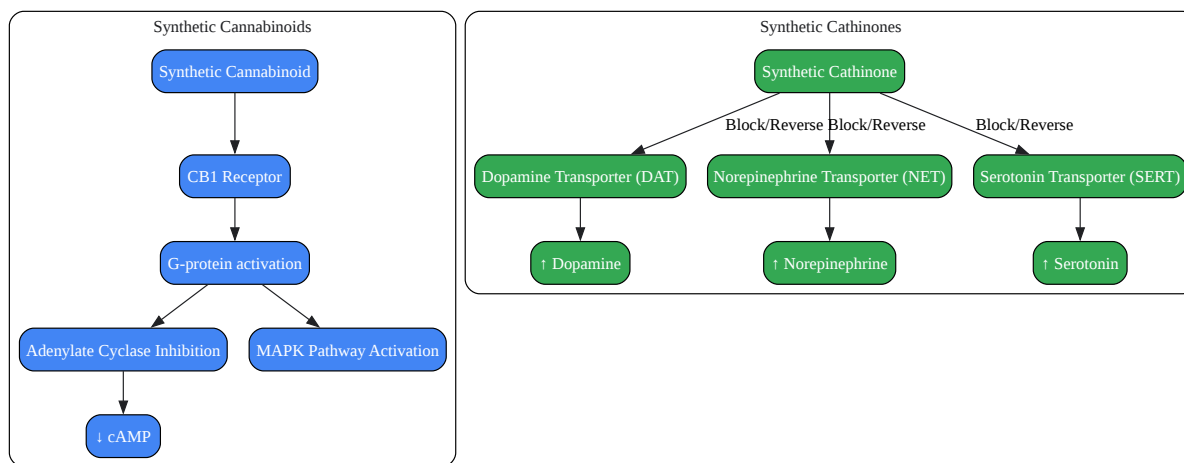 Synthetic Cannabinoids
Synthetic Cannabinoid
CB1 Receptor
G-protein activation
Adenylate Cyclase Inhibition
MAPK Pathway Activation
↓ cAMP
Synthetic Cathinones
Synthetic Cathinone
Block/Reverse
Block/Reverse
Block/Reverse
Dopamine Transporter (DAT)
Norepinephrine Transporter (NET)
Serotonin Transporter (SERT)
↑ Dopamine
↑ Norepinephrine
↑ Serotonin